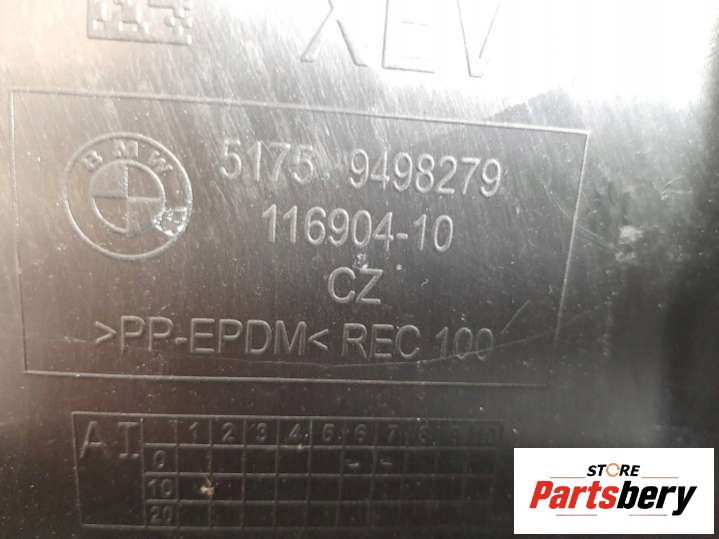 XEV
BMW
5175 9498279
116904-10
CZ
>PP-EPDM< REC 100
AI 1 2 3 4 5 6 7 8 9 10
0
10
20
STORE
Partsbery